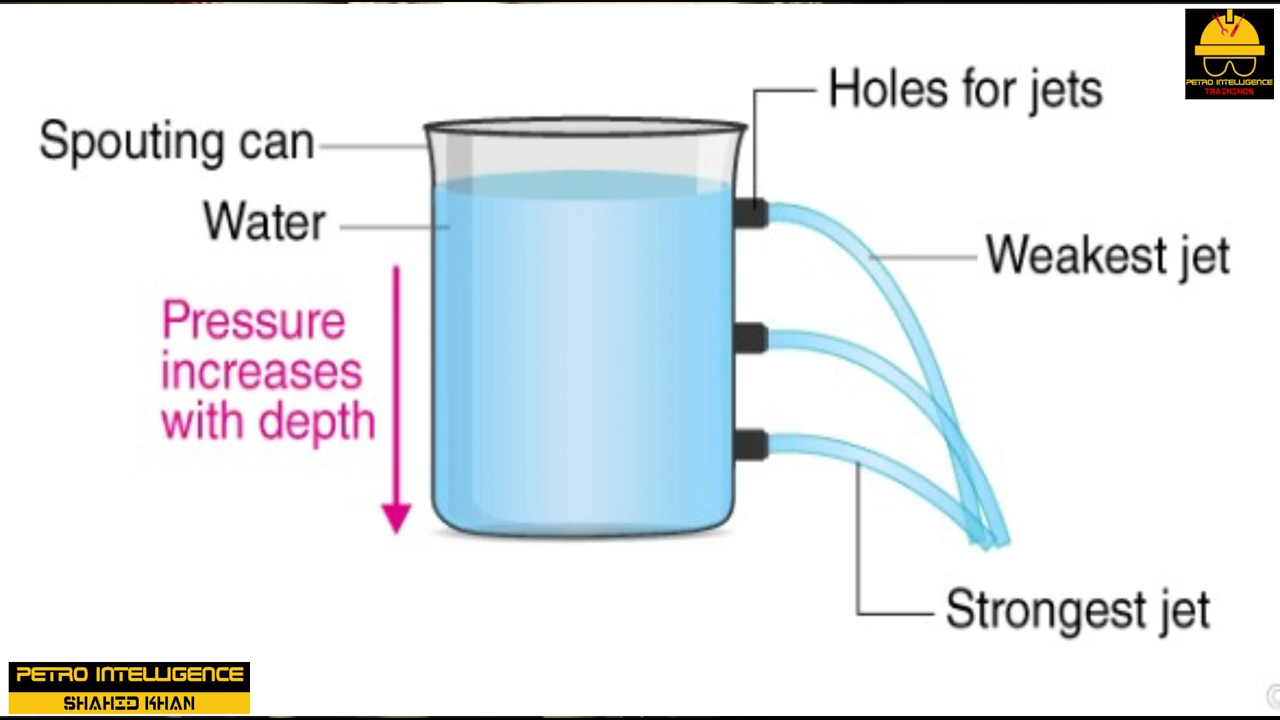 PETRO INTELLIGENCE
TRAININGS
Holes for jets
Spouting can
Water
Weakest jet
Pressure
increases
with depth
Strongest jet
PETRO INTELLIGENCE
SHAHID KHAN
©